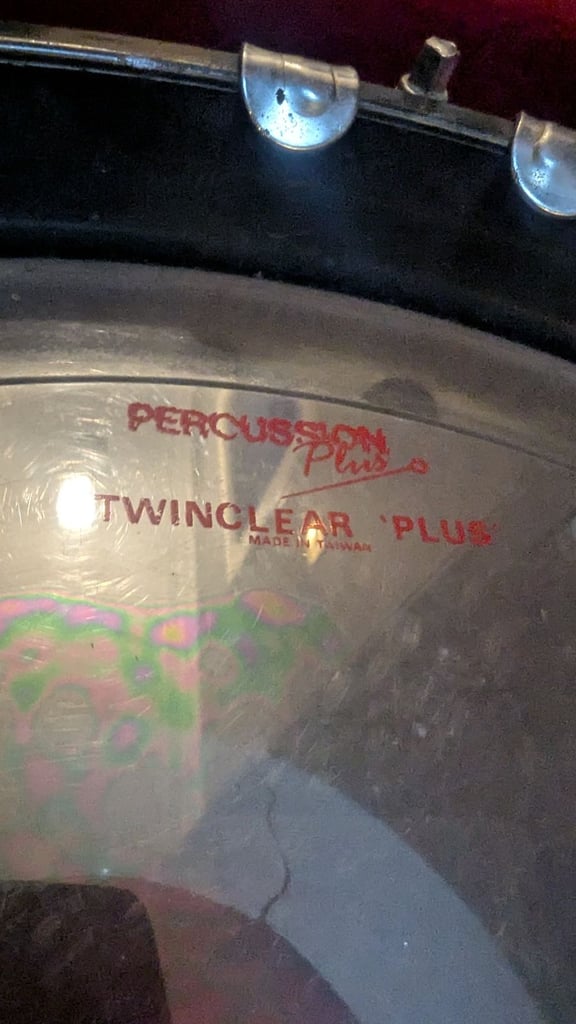 PERCUSSION
Plus
TWINCLEAR 'PLUS'
MADE IN TAIWAN